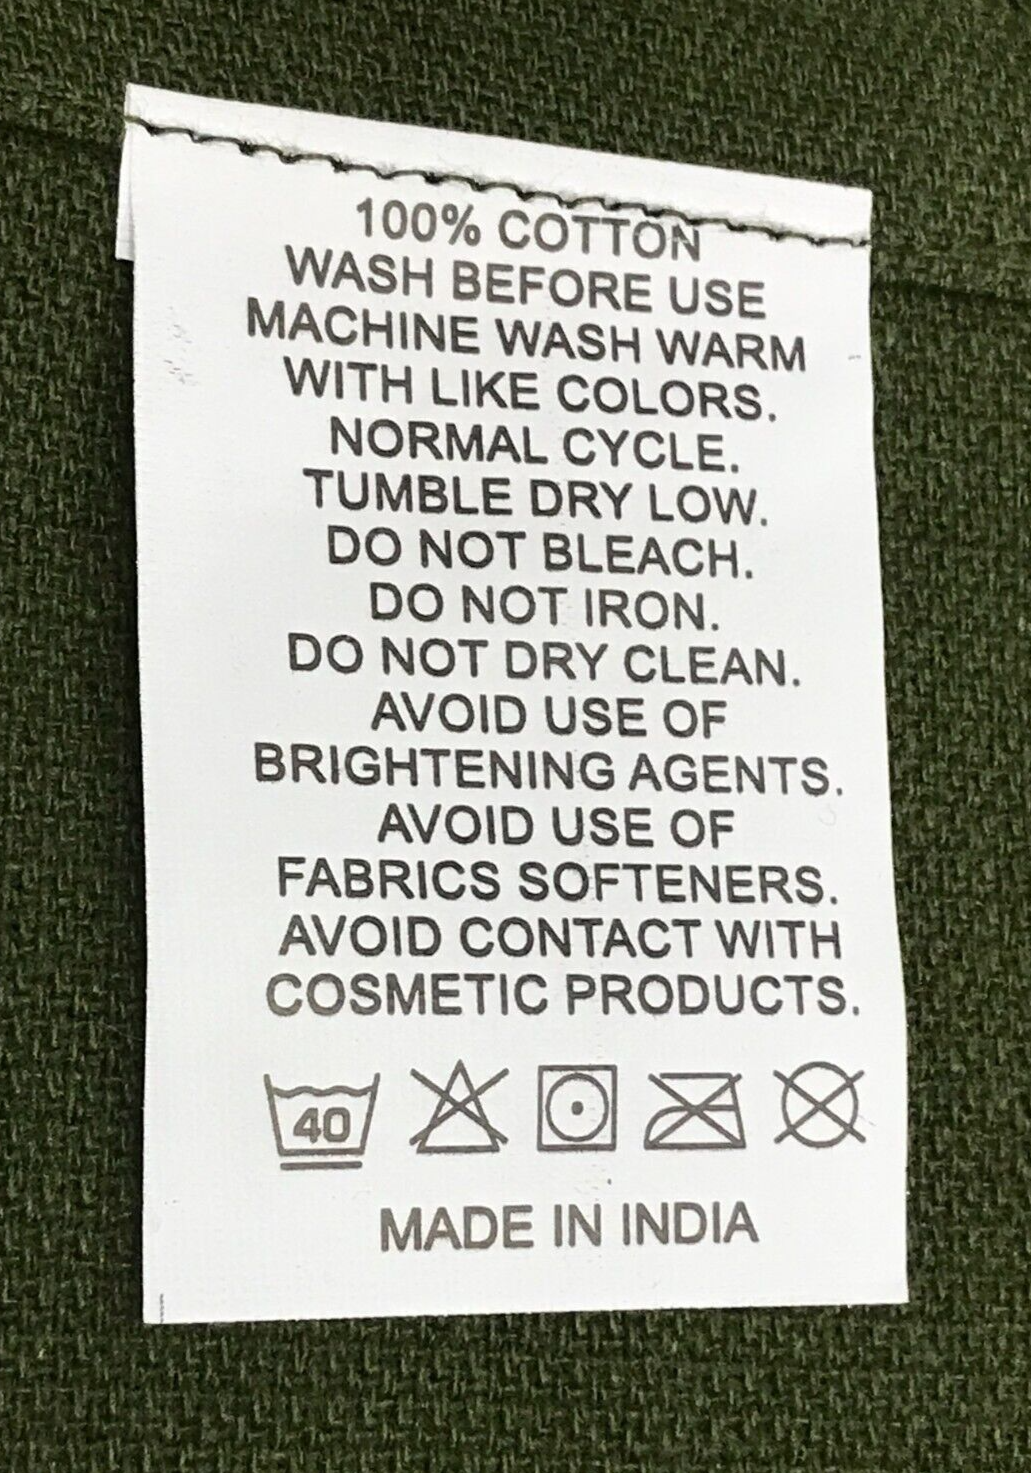 100% COTTON
WASH BEFORE USE
MACHINE WASH WARM
WITH LIKE COLORS.
NORMAL CYCLE.
TUMBLE DRY LOW.
DO NOT BLEACH.
DO NOT IRON.
DO NOT DRY CLEAN.
AVOID USE OF
BRIGHTENING AGENTS.
AVOID USE OF
FABRICS SOFTENERS.
AVOID CONTACT WITH
COSMETIC PRODUCTS.
40
MADE IN INDIA